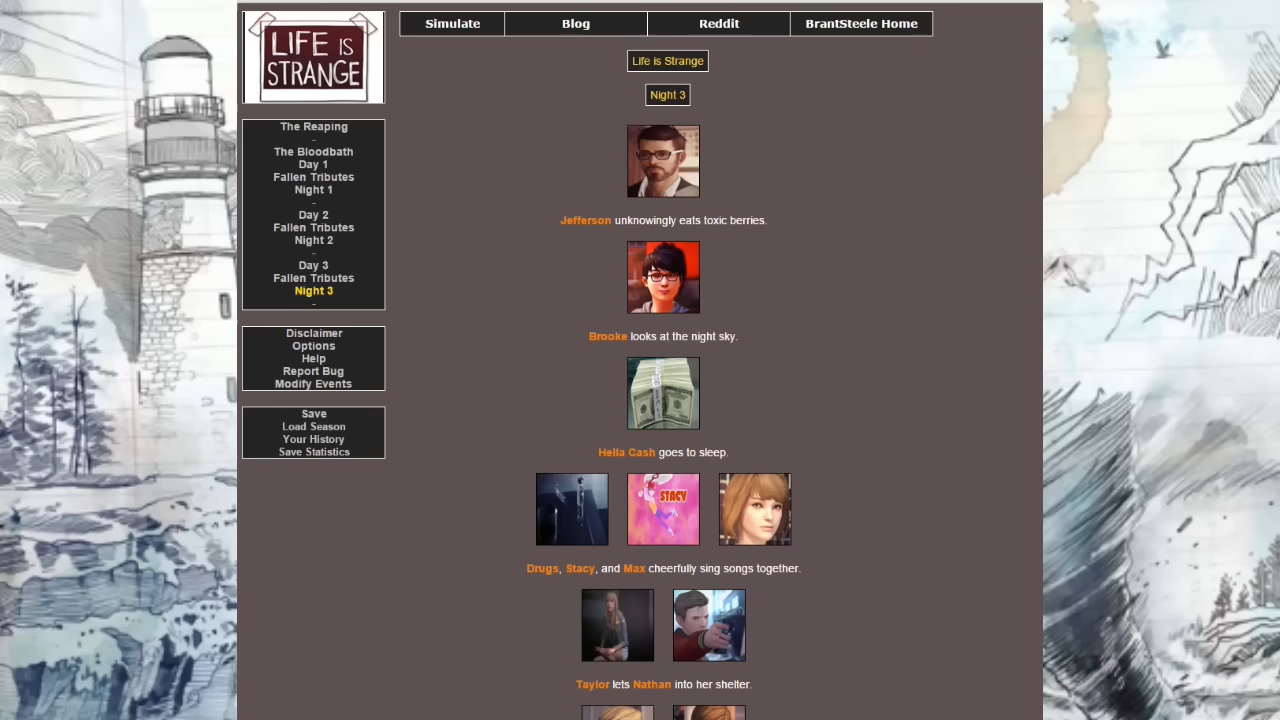 LIFE IS
STRANGE
Simulate
Blog
Reddit
BrantSteele Home
Life is Strange
Night 3
The Reaping
-
The Bloodbath
Day 1
Fallen Tributes
Night 1
-
Day 2
Fallen Tributes
Night 2
-
Day 3
Fallen Tributes
Night 3
-
Disclaimer
Options
Help
Report Bug
Modify Events
Save
Load Season
Your History
Save Statistics
Jefferson unknowingly eats toxic berries.
Brooke looks at the night sky.
Hella Cash goes to sleep.
STACY
Drugs, Stacy, and Max cheerfully sing songs together.
Taylor lets Nathan into her shelter.